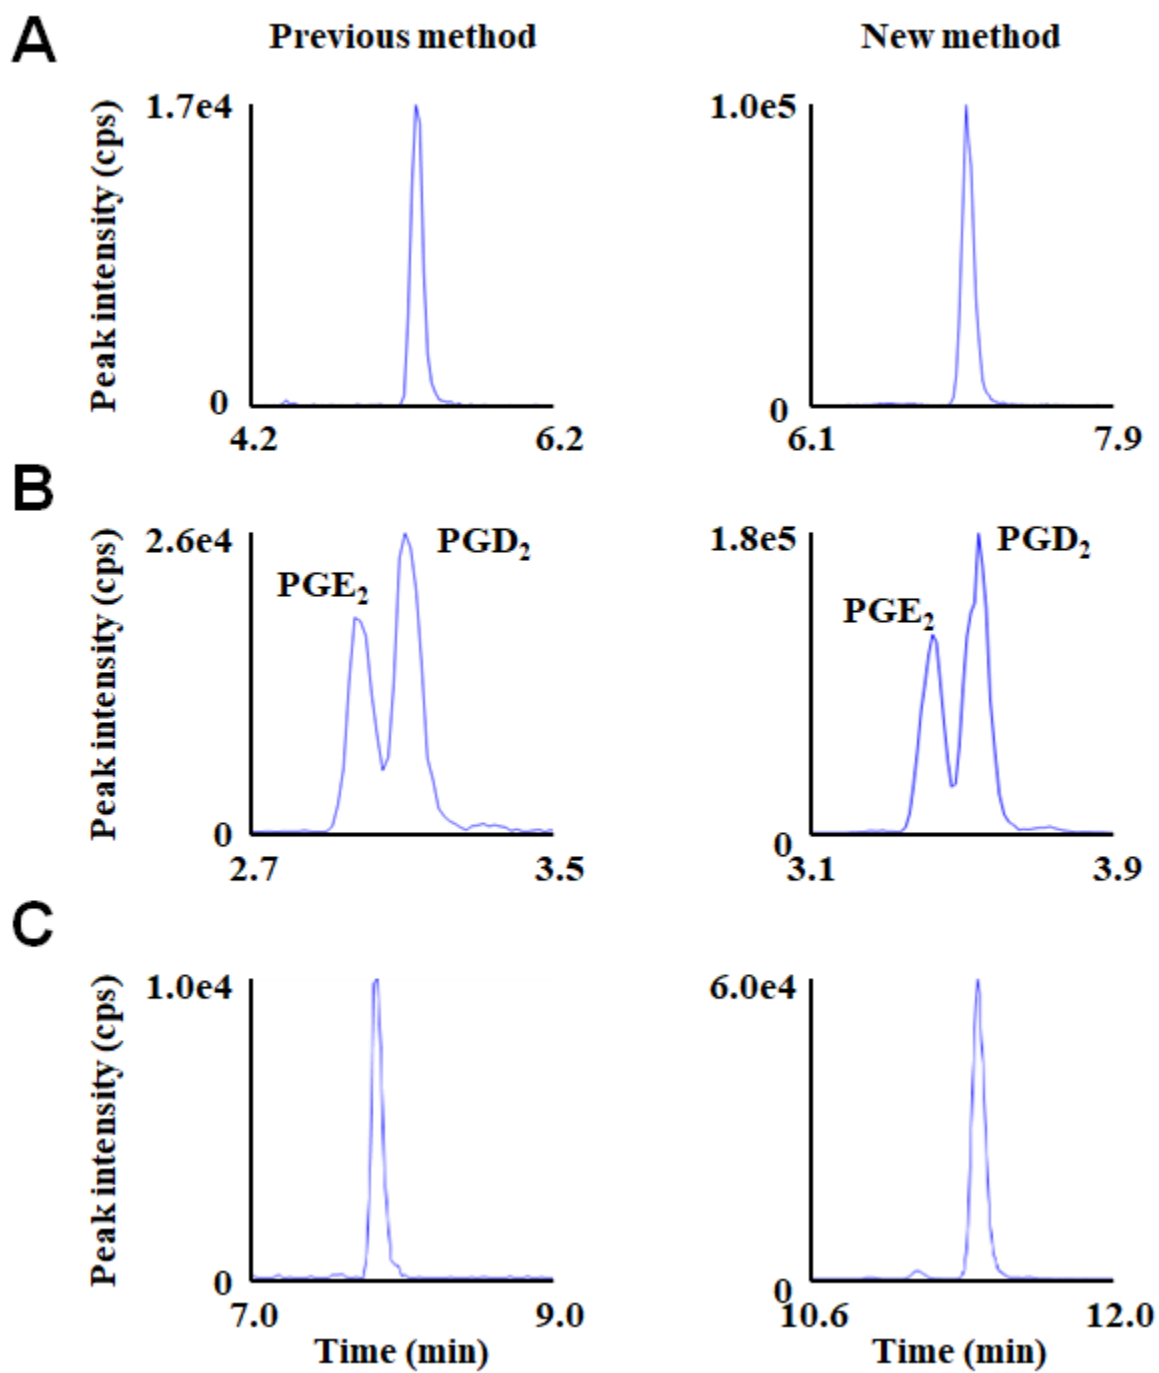 A
Previous method
New method
Peak intensity (cps)
1.7e4
0
4.2
6.2
1.0e5
0
6.1
7.9
B
Peak intensity (cps)
2.6e4
PGE₂
PGD₂
0
2.7
3.5
1.8e5
PGE₂
PGD₂
0
3.1
3.9
C
Peak intensity (cps)
1.0e4
0
7.0
9.0
Time (min)
6.0e4
0
10.6
12.0
Time (min)